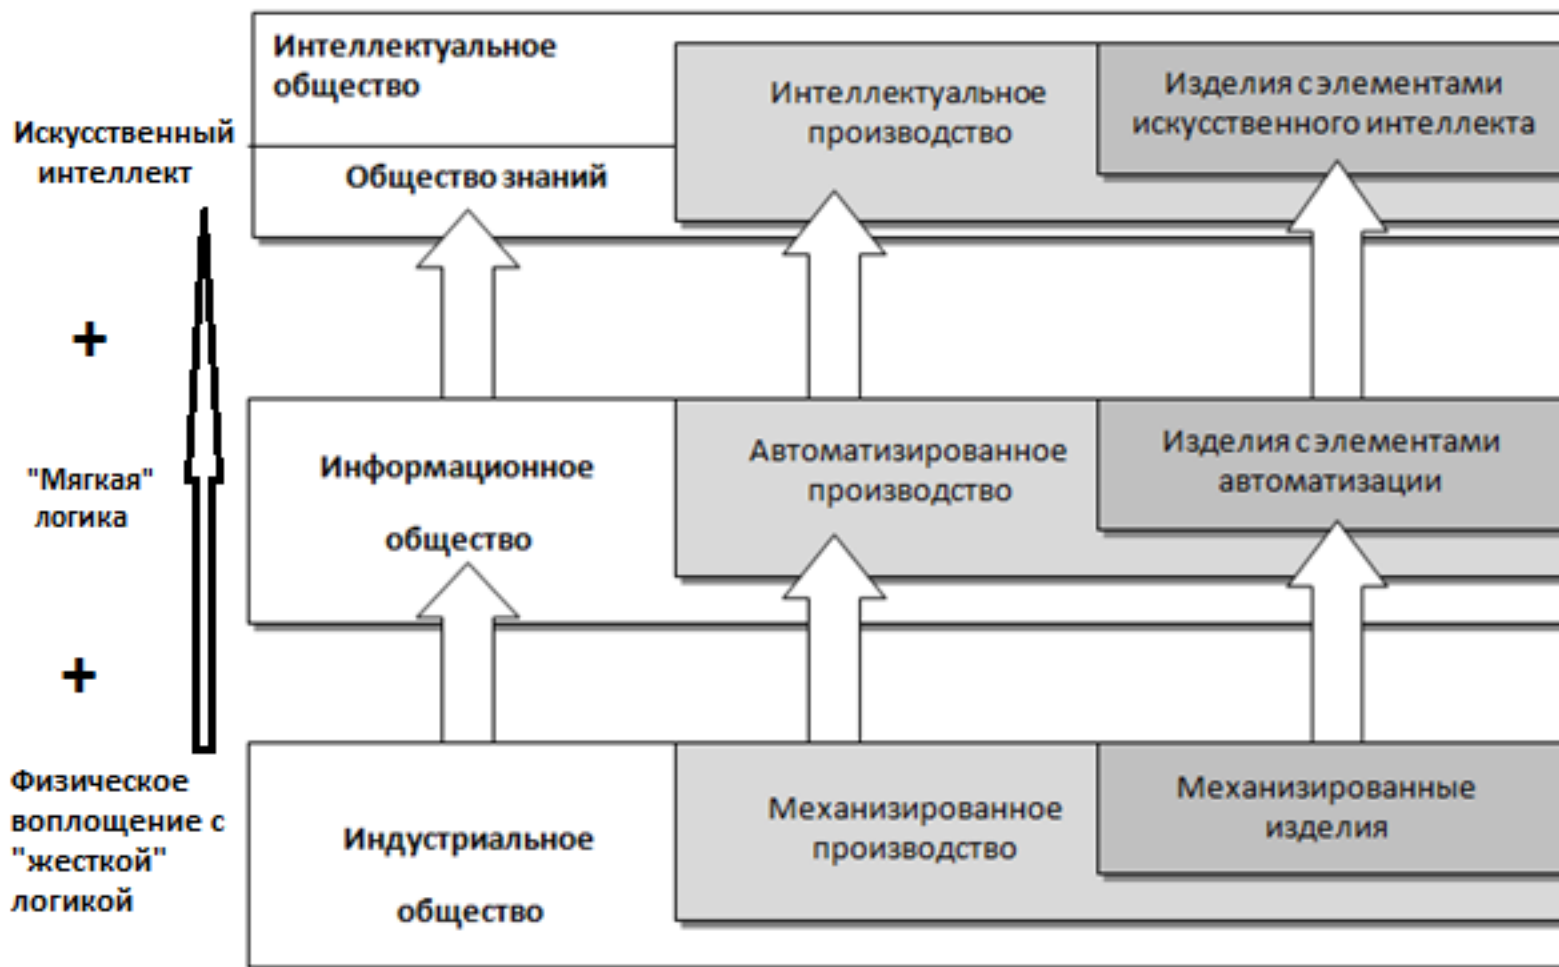 Интеллектуальное
общество
Интеллектуальное
производство
Изделия с элементами
искусственного интеллекта
Искусственный
интеллект
Общество знаний
+
"Мягкая"
логика
Информационное
общество
Автоматизированное
производство
Изделия с элементами
автоматизации
+
Физическое
воплощение с
"жесткой"
логикой
Индустриальное
общество
Механизированное
производство
Механизированные
изделия